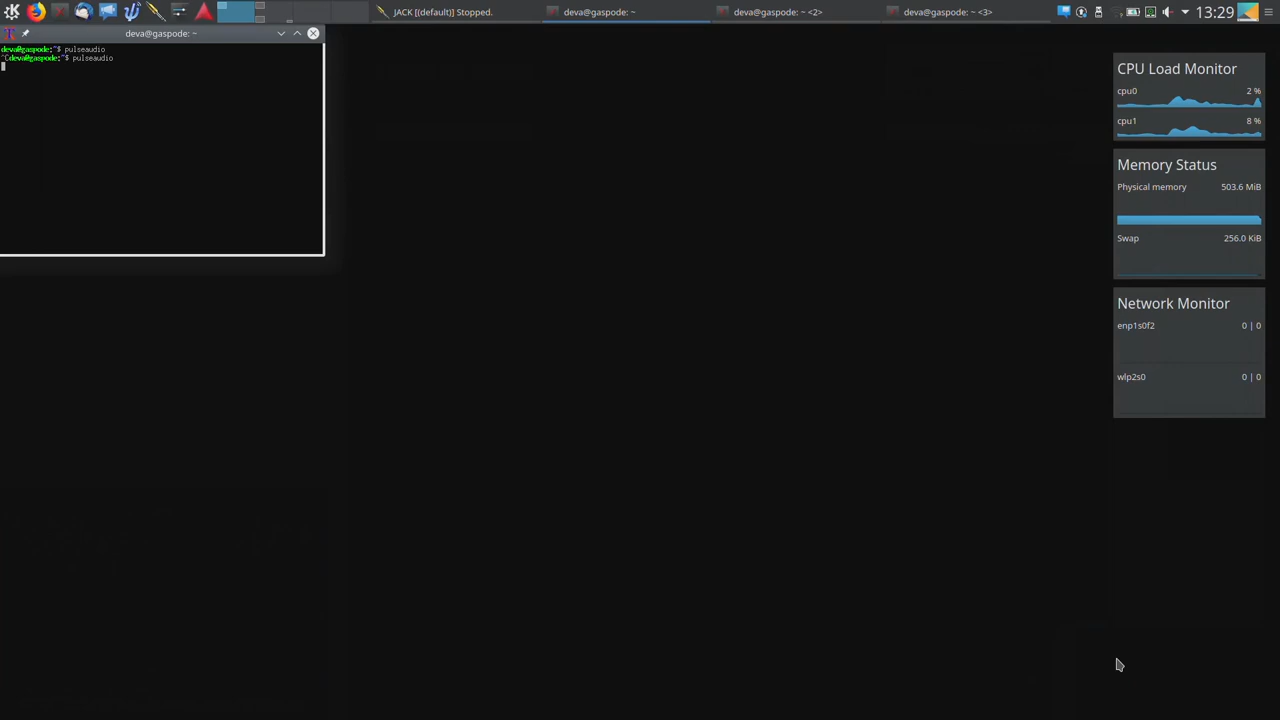 JACK [(default)] Stopped.
deva@gaspode: ~
deva@gaspode: ~ <2>
deva@gaspode: ~ <3>
13:29
deva@gaspode: ~
deva@gaspode:~$ pulseaudio
^Cdeva@gaspode:~$ pulseaudio
CPU Load Monitor
cpu0 2 %
cpu1 8 %
Memory Status
Physical memory 503.6 MiB
Swap 256.0 KiB
Network Monitor
enp1s0f2 0 | 0
wlp2s0 0 | 0